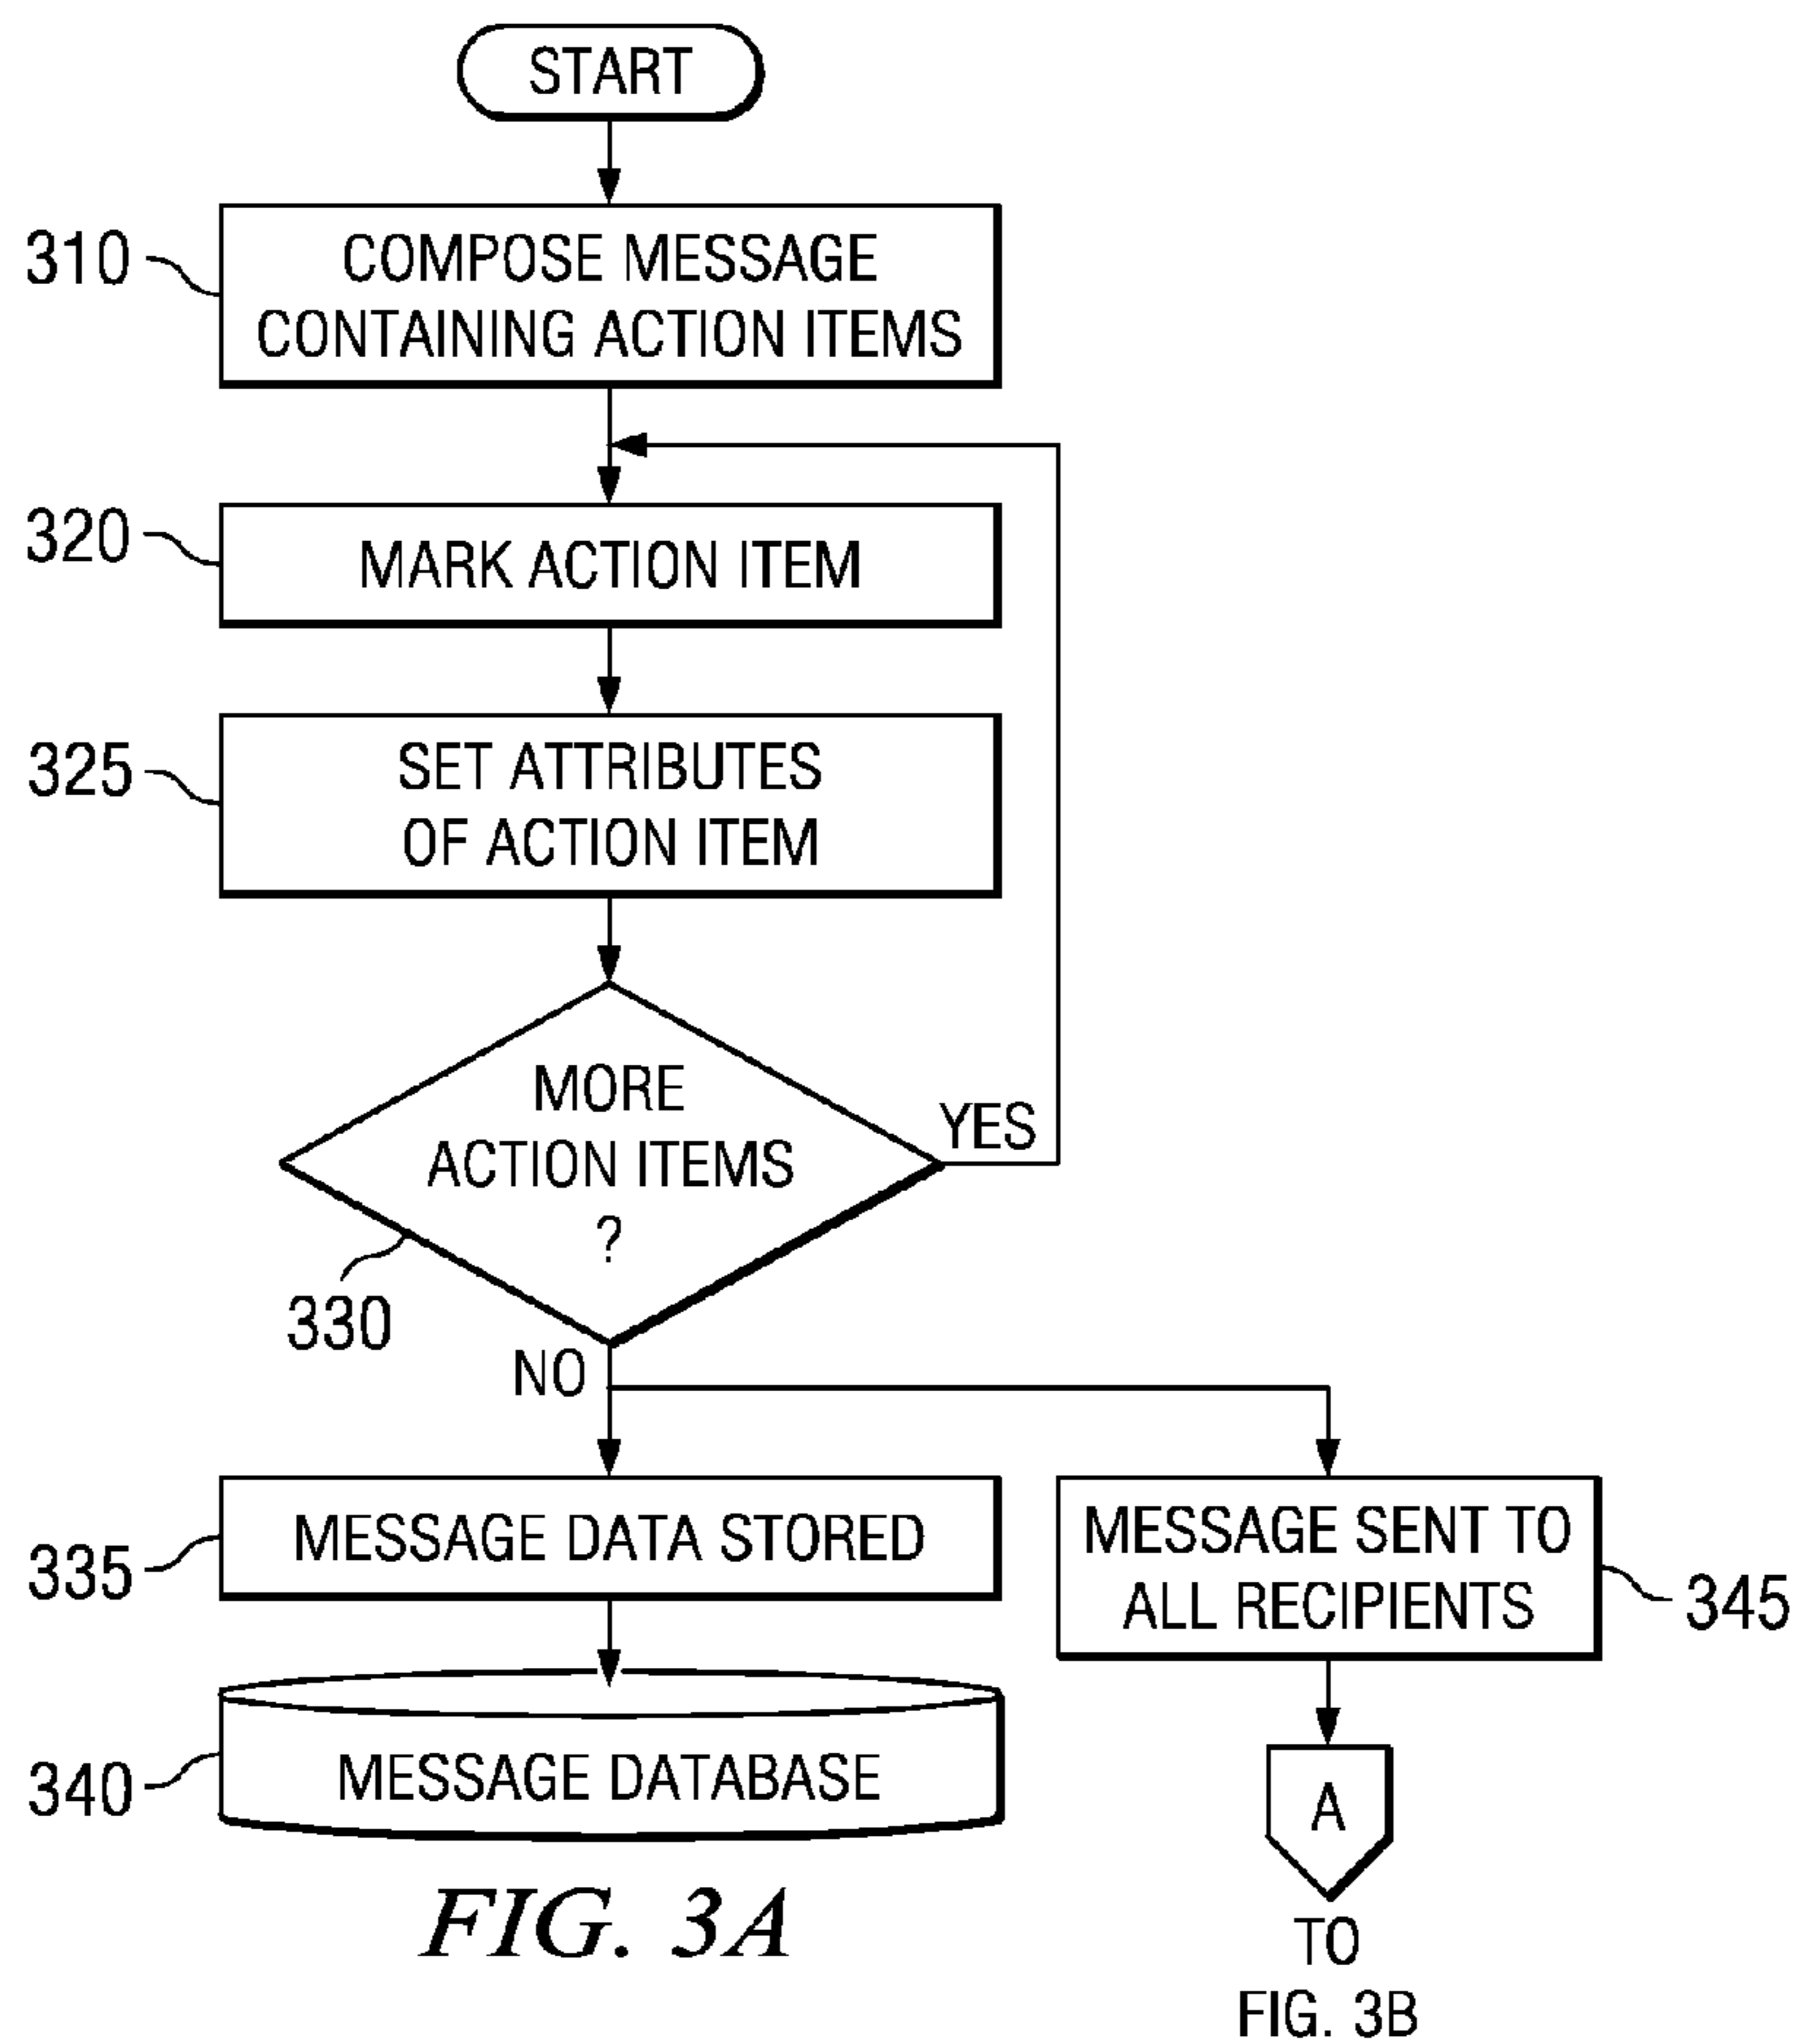 START
310
COMPOSE MESSAGE
CONTAINING ACTION ITEMS
320
MARK ACTION ITEM
325
SET ATTRIBUTES
OF ACTION ITEM
MORE
ACTION ITEMS
?
YES
330
NO
335
MESSAGE DATA STORED
MESSAGE SENT TO
ALL RECIPIENTS
345
340
MESSAGE DATABASE
A
TO
FIG. 3B
FIG. 3A